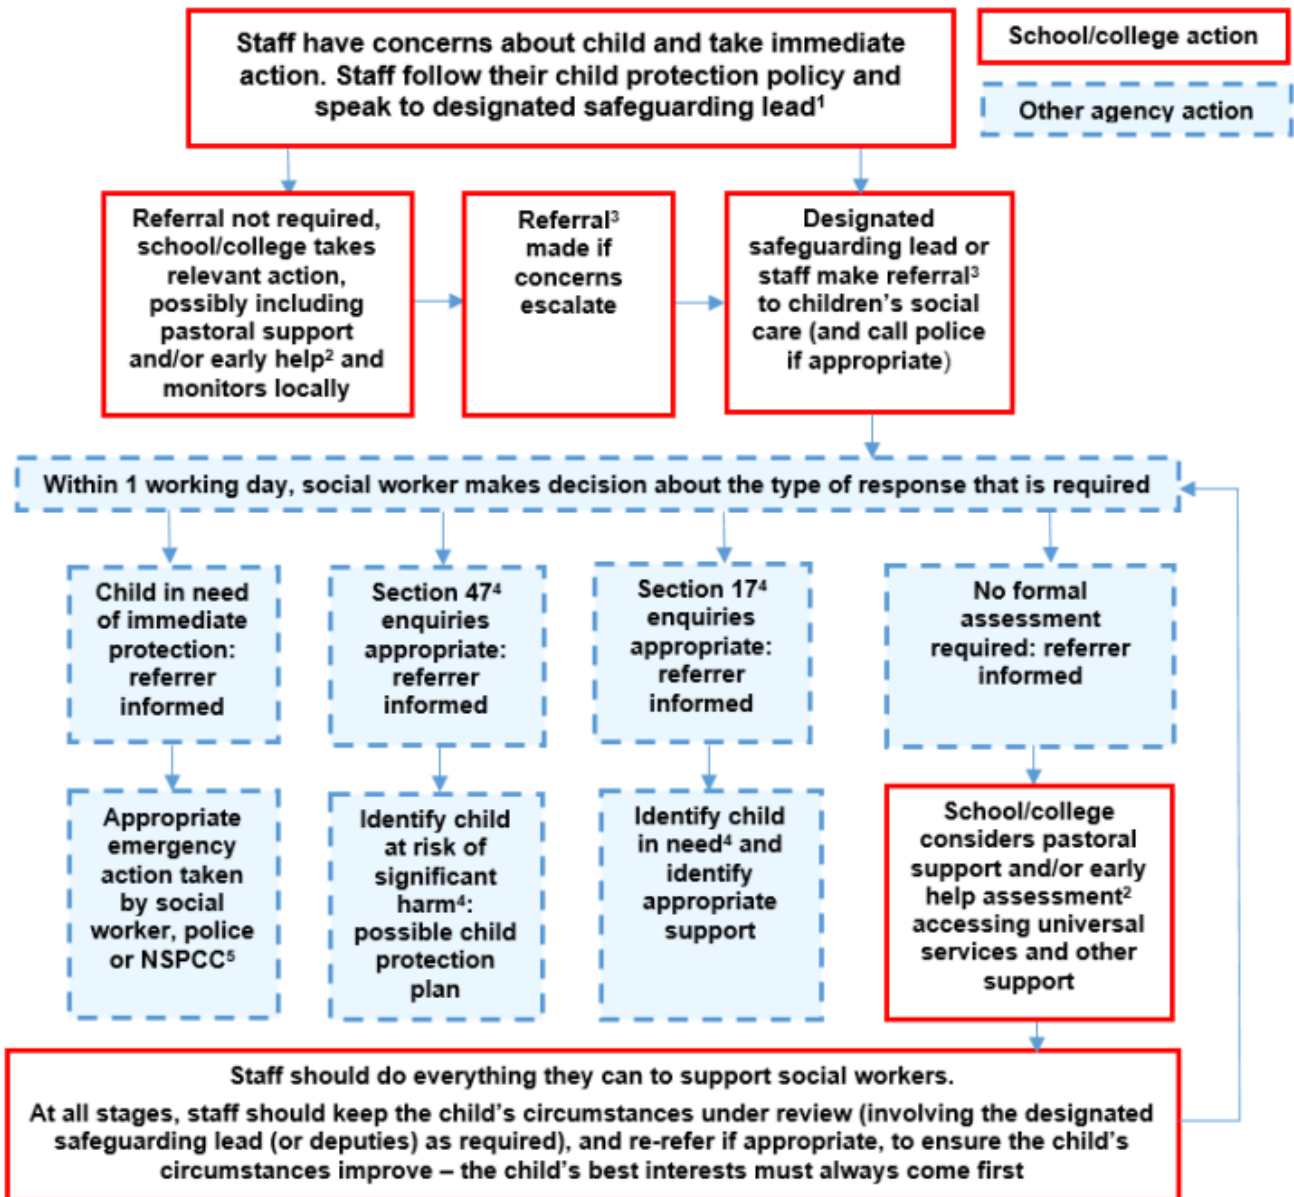 Staff have concerns about child and take immediate
action. Staff follow their child protection policy and
speak to designated safeguarding lead¹
School/college action
Other agency action
Referral not required,
school/college takes
relevant action,
possibly including
pastoral support
and/or early help² and
monitors locally
Referral³
made if
concerns
escalate
Designated
safeguarding lead or
staff make referral³
to children’s social
care (and call police
if appropriate)
Within 1 working day, social worker makes decision about the type of response that is required
Child in need
of immediate
protection:
referrer
informed
Section 47⁴
enquiries
appropriate:
referrer
informed
Section 17⁴
enquiries
appropriate:
referrer
informed
No formal
assessment
required: referrer
informed
Appropriate
emergency
action taken
by social
worker, police
or NSPCC⁵
Identify child
at risk of
significant
harm⁴:
possible child
protection
plan
Identify child
in need⁴ and
identify
appropriate
support
School/college
considers pastoral
support and/or early
help assessment²
accessing universal
services and other
support
Staff should do everything they can to support social workers.
At all stages, staff should keep the child’s circumstances under review (involving the designated
safeguarding lead (or deputies) as required), and re-refer if appropriate, to ensure the child’s
circumstances improve – the child’s best interests must always come first